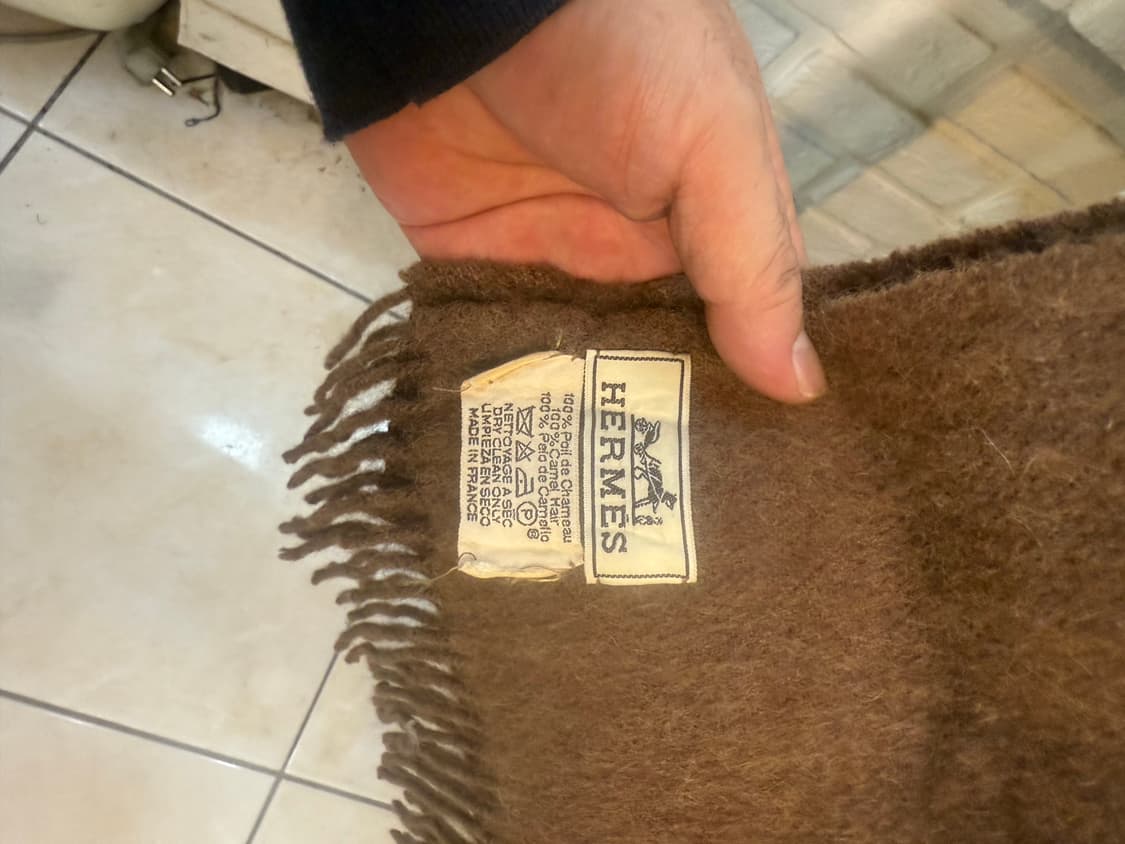 HERMÈS
100% Poil de Chameau
100% Camel Hair
100% Pelo de Camello
P
®
NETTOYAGE A SEC
DRY CLEAN ONLY
LIMPIEZA EN SECO
MADE IN FRANCE